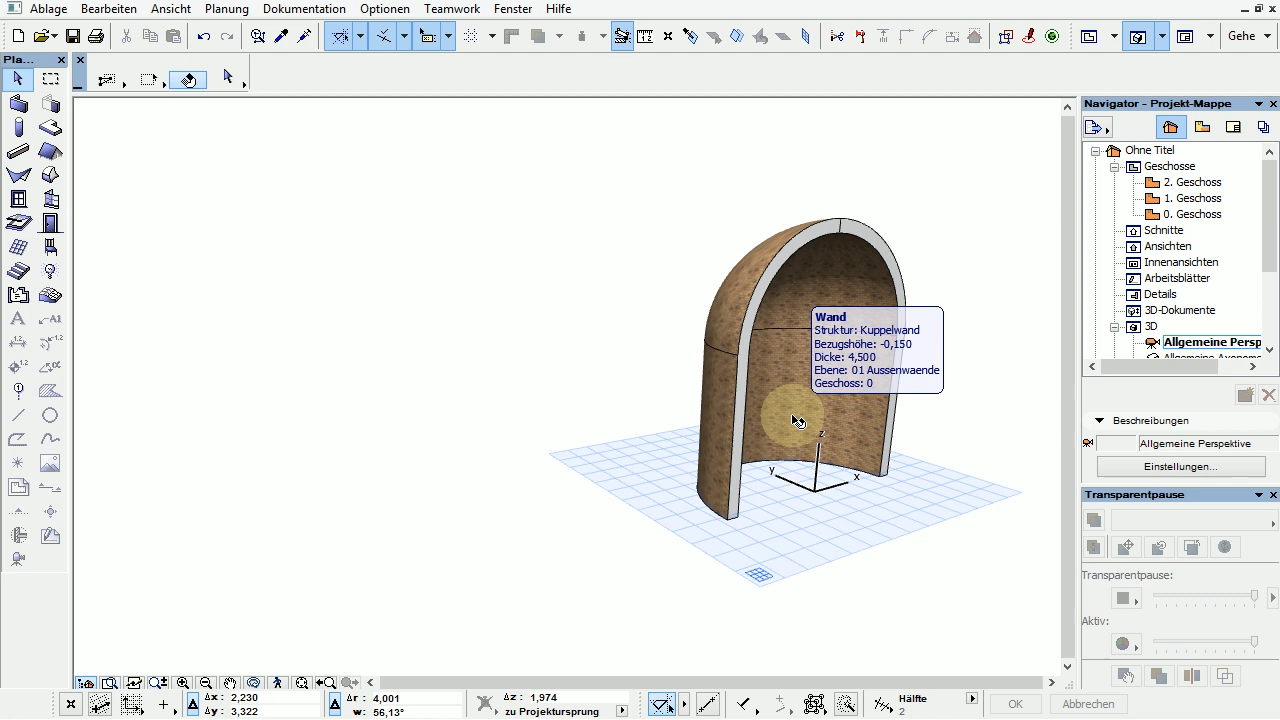 Ablage Bearbeiten Ansicht Planung Dokumentation Optionen Teamwork Fenster Hilfe
Gehe
Pla...
Navigator - Projekt-Mappe
Ohne Titel
Geschosse
2. Geschoss
1. Geschoss
0. Geschoss
Schnitte
Ansichten
Innenansichten
Arbeitsblätter
Details
3D-Dokumente
3D
Allgemeine Persp
Wand
Struktur: Kuppelwand
Bezugshöhe: -0,150
Dicke: 4,500
Ebene: 01 Aussenwaende
Geschoss: 0
z
y
x
A A1
Beschreibungen
Allgemeine Perspektive
Einstellungen...
Transparentpause
Transparentpause:
Aktiv:
Δx: 2,230
Δy: 3,322
Δr: 4,001
w: 56,13°
Δz: 1,974
zu Projektursprung
Hälfte
2
OK
Abbrechen